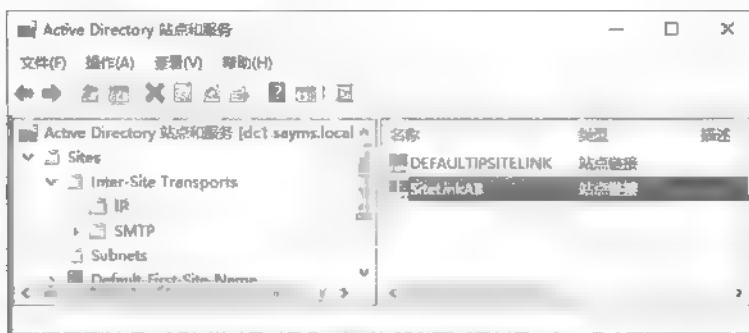 Active Directory 站点和服务
文件(F) 操作(A) 查看(V) 帮助(H)
Active Directory 站点和服务 [dc1.sayms.local
名称 类型 描述
Sites
DEFAULTIPSITELINK 站点链接
Inter-Site Transports
SiteLinkAB 站点链接
IP
SMTP
Subnets
Default-First-Site-Name